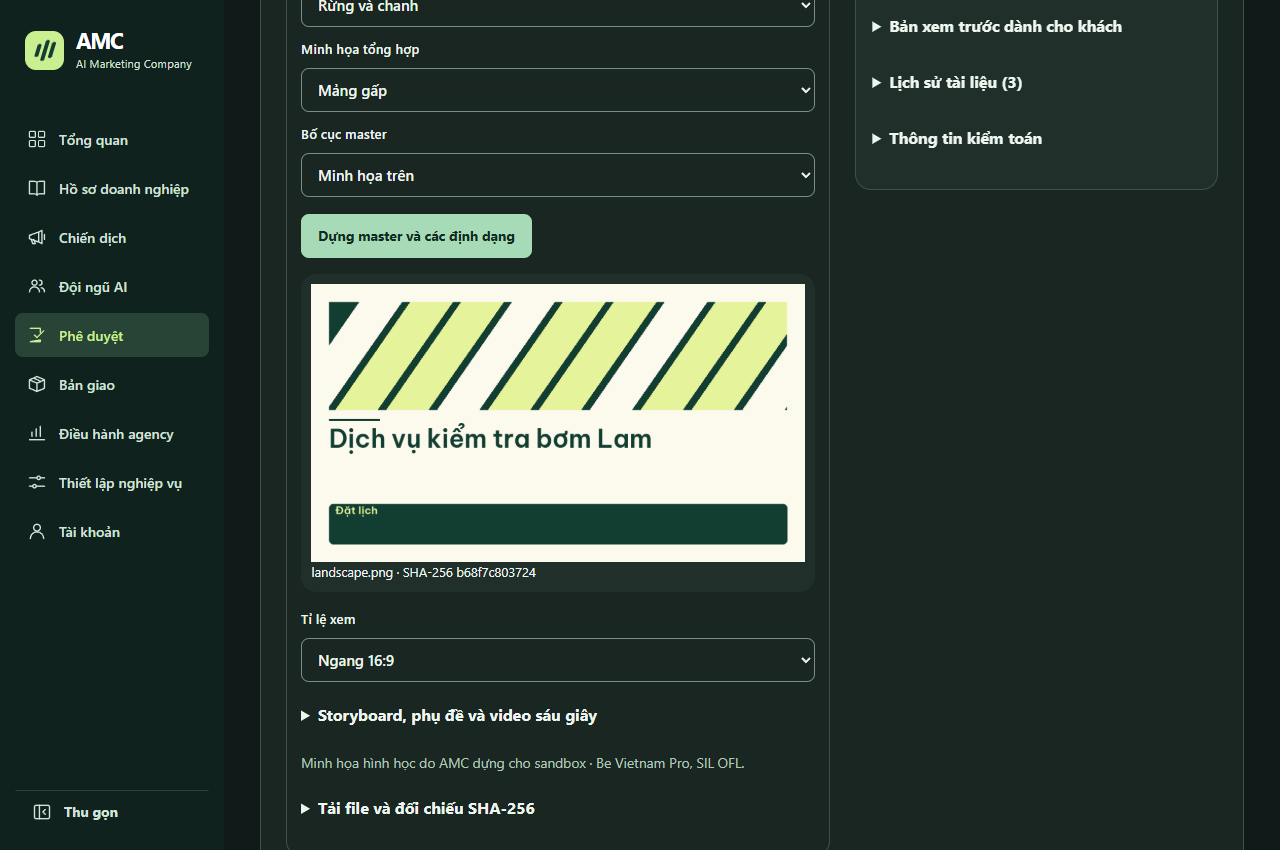 AMC
AI Marketing Company
Tổng quan
Hồ sơ doanh nghiệp
Chiến dịch
Đội ngũ AI
Phê duyệt
Bản giao
Điều hành agency
Thiết lập nghiệp vụ
Tài khoản
Thu gọn
Rừng và chanh
Minh họa tổng hợp
Mảng gấp
Bố cục master
Minh họa trên
Dựng master và các định dạng
Dịch vụ kiểm tra bơm Lam
Đặt lịch
landscape.png · SHA-256 b68f7c803724
Tỉ lệ xem
Ngang 16:9
Storyboard, phụ đề và video sáu giây
Minh họa hình học do AMC dựng cho sandbox · Be Vietnam Pro, SIL OFL.
Tải file và đối chiếu SHA-256
Bản xem trước dành cho khách
Lịch sử tài liệu (3)
Thông tin kiểm toán